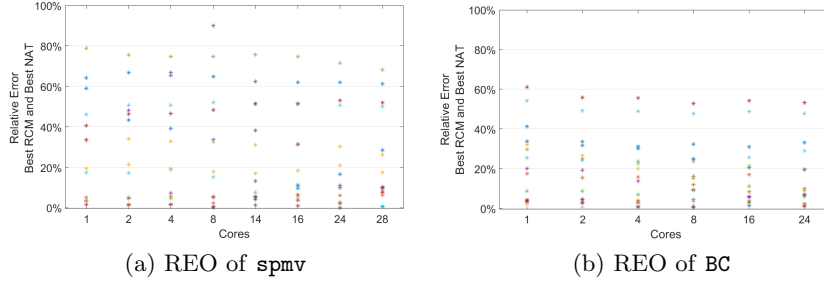 100%
80%
60%
40%
20%
0%
Relative Error
Best RCM and Best NAT
1 2 4 8 14 16 24 28
Cores
(a) REO of spmv
100%
80%
60%
40%
20%
0%
Relative Error
Best RCM and Best NAT
1 2 4 8 16 24
Cores
(b) REO of BC